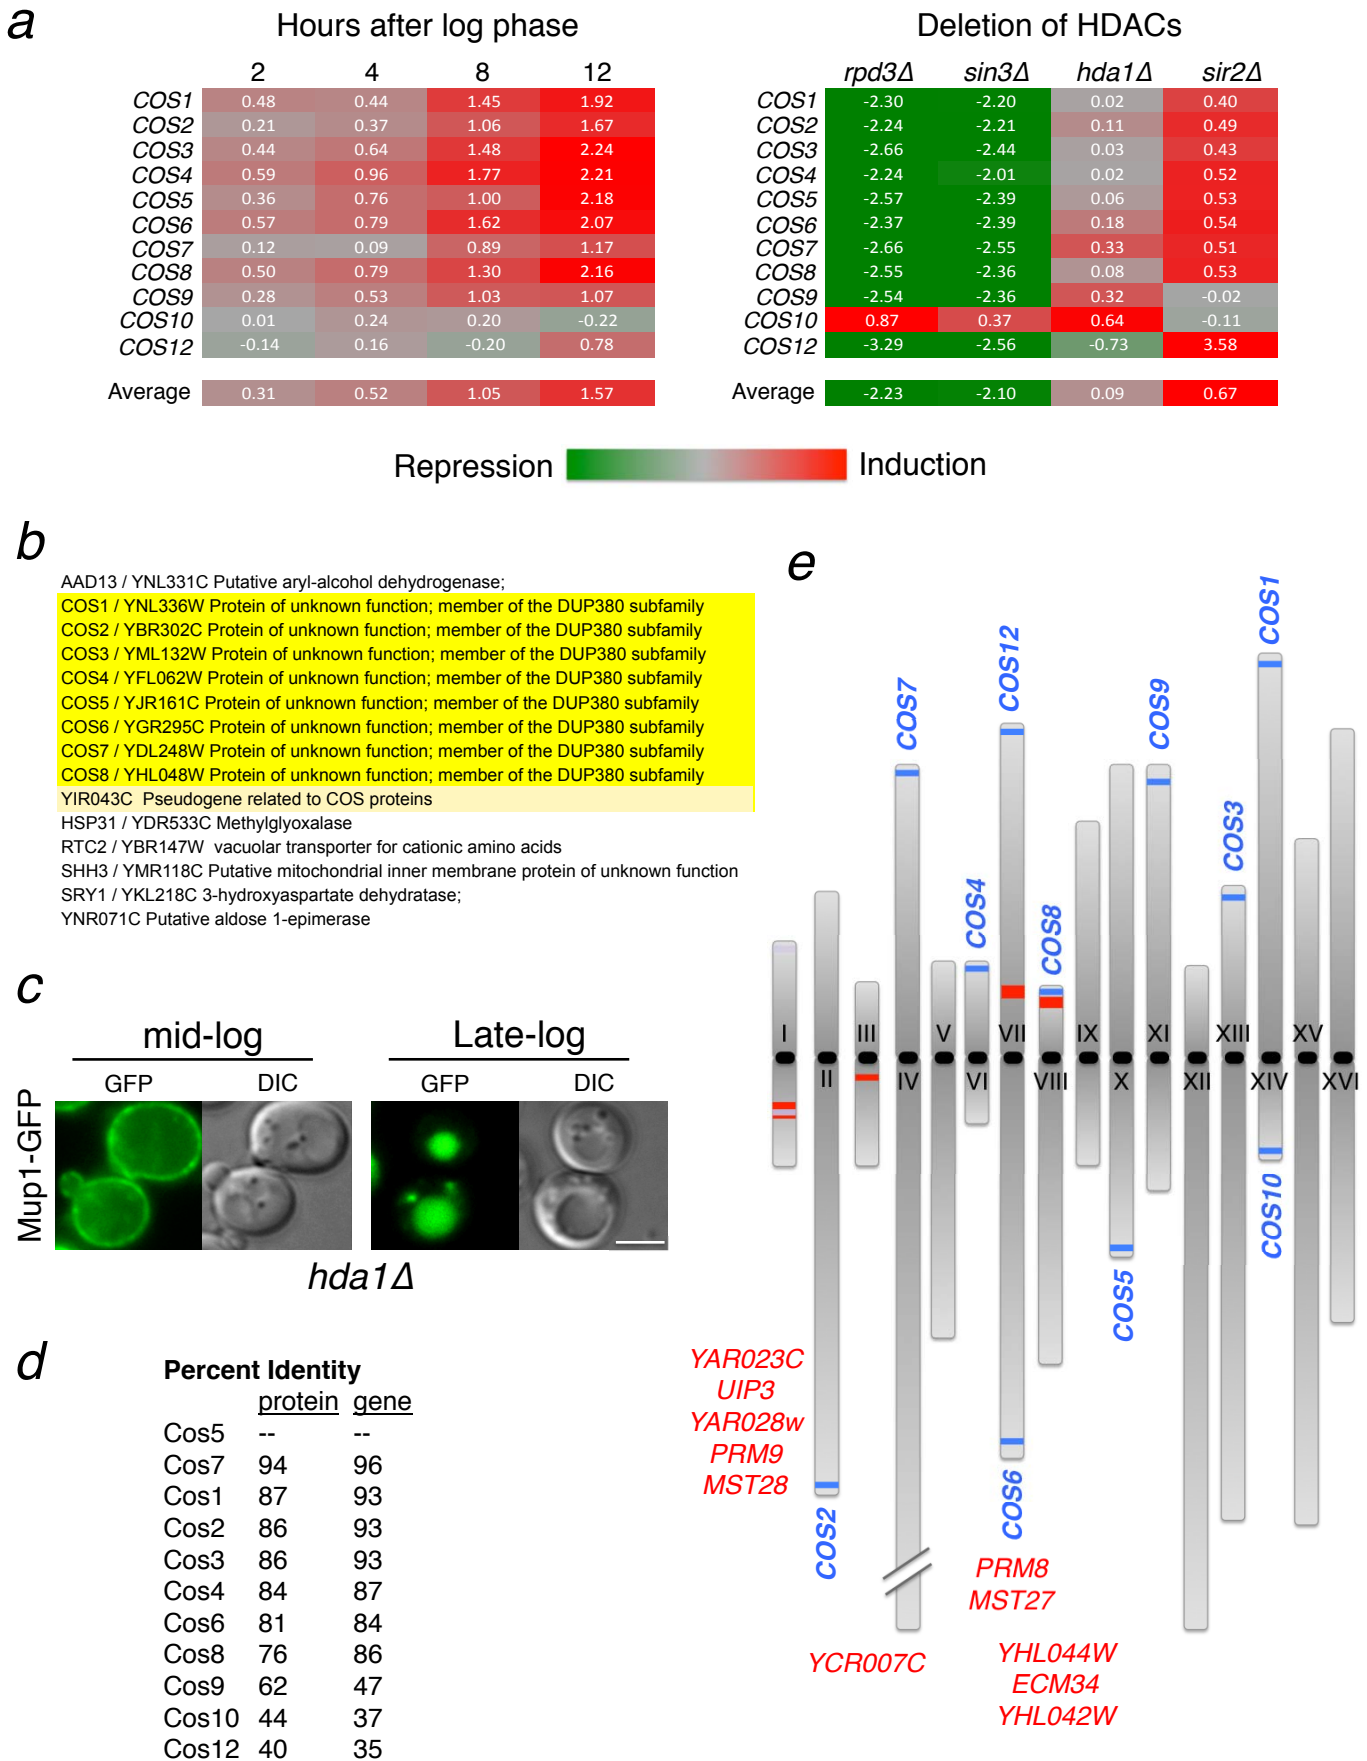 a
Hours after log phase
2 4 8 12
COS1 0.48 0.44 1.45 1.92
COS2 0.21 0.37 1.06 1.67
COS3 0.44 0.64 1.48 2.24
COS4 0.59 0.96 1.77 2.21
COS5 0.36 0.76 1.00 2.18
COS6 0.57 0.79 1.62 2.07
COS7 0.12 0.09 0.89 1.17
COS8 0.50 0.79 1.30 2.16
COS9 0.28 0.53 1.03 1.07
COS10 0.01 0.24 0.20 -0.22
COS12 -0.14 0.16 -0.20 0.78
Average 0.31 0.52 1.05 1.57
Deletion of HDACs
rpd3Δ sin3Δ hda1Δ sir2Δ
COS1 -2.30 -2.20 0.02 0.40
COS2 -2.24 -2.21 0.11 0.49
COS3 -2.66 -2.44 0.03 0.43
COS4 -2.24 -2.01 0.02 0.52
COS5 -2.57 -2.39 0.06 0.53
COS6 -2.37 -2.39 0.18 0.54
COS7 -2.66 -2.55 0.33 0.51
COS8 -2.55 -2.36 0.08 0.53
COS9 -2.54 -2.36 0.32 -0.02
COS10 0.87 0.37 0.64 -0.11
COS12 -3.29 -2.56 -0.73 3.58
Average -2.23 -2.10 0.09 0.67
Repression Induction
b
AAD13 / YNL331C Putative aryl-alcohol dehydrogenase;
COS1 / YNL336W Protein of unknown function; member of the DUP380 subfamily
COS2 / YBR302C Protein of unknown function; member of the DUP380 subfamily
COS3 / YML132W Protein of unknown function; member of the DUP380 subfamily
COS4 / YFL062W Protein of unknown function; member of the DUP380 subfamily
COS5 / YJR161C Protein of unknown function; member of the DUP380 subfamily
COS6 / YGR295C Protein of unknown function; member of the DUP380 subfamily
COS7 / YDL248W Protein of unknown function; member of the DUP380 subfamily
COS8 / YHL048W Protein of unknown function; member of the DUP380 subfamily
YIR043C Pseudogene related to COS proteins
HSP31 / YDR533C Methylglyoxalase
RTC2 / YBR147W vacuolar transporter for cationic amino acids
SHH3 / YMR118C Putative mitochondrial inner membrane protein of unknown function
SRY1 / YKL218C 3-hydroxyaspartate dehydratase;
YNR071C Putative aldose 1-epimerase
c
mid-log Late-log
GFP DIC GFP DIC
Mup1-GFP
hda1Δ
d
Percent Identity
protein gene
Cos5 -- --
Cos7 94 96
Cos1 87 93
Cos2 86 93
Cos3 86 93
Cos4 84 87
Cos6 81 84
Cos8 76 86
Cos9 62 47
Cos10 44 37
Cos12 40 35
e
COS7
COS12
COS9
COS1
COS4
COS8
COS3
I III V VII IX XI XIII XV
II IV VI VIII X XII XIV XVI
COS10
COS5
COS6
COS2
YAR023C
UIP3
YAR028w
PRM9
MST28
PRM8
MST27
YCR007C
YHL044W
ECM34
YHL042W